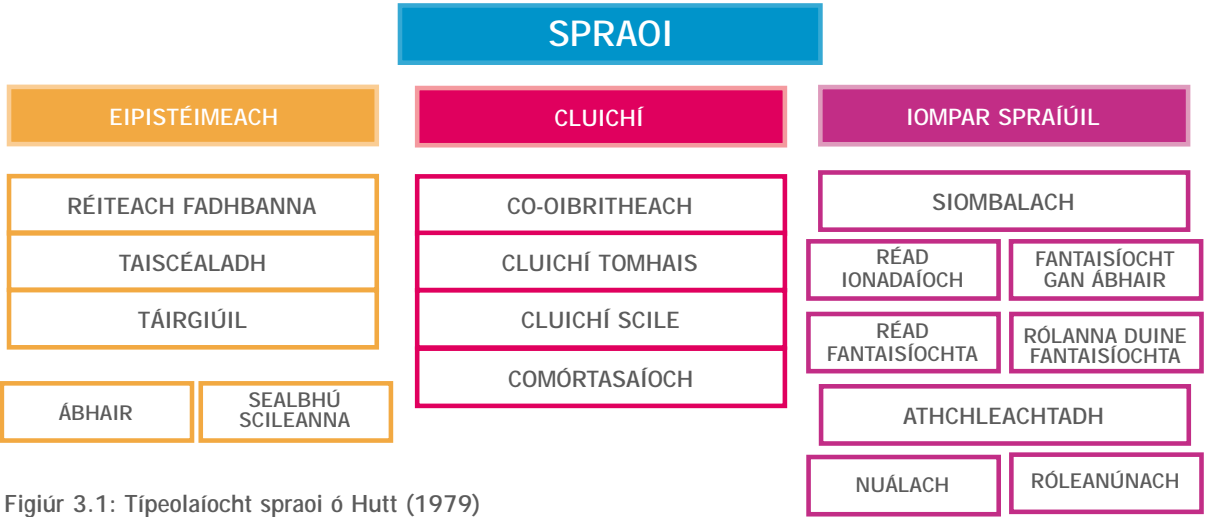 SPRAOI
EIPISTÉIMEACH
RÉITEACH FADHBANNA
TAISCÉALADH
TÁIRGIÚIL
ÁBHAIR
SEALBHÚ
SCILEANNA
CLUICHÍ
CO-OIBRITHEACH
CLUICHÍ TOMHAIS
CLUICHÍ SCILE
COMÓRTASAÍOCH
IOMPAR SPRAÍÚIL
SIOMBALACH
RÉAD
IONADAÍOCH
FANTAISÍOCHT
GAN ÁBHAIR
RÉAD
FANTAISÍOCHTA
RÓLANNA DUINE
FANTAISÍOCHTA
ATHCHLEACHTADH
NUÁLACH
RÓLEANÚNACH
Figiúr 3.1: Típeolaíocht spraoi ó Hutt (1979)